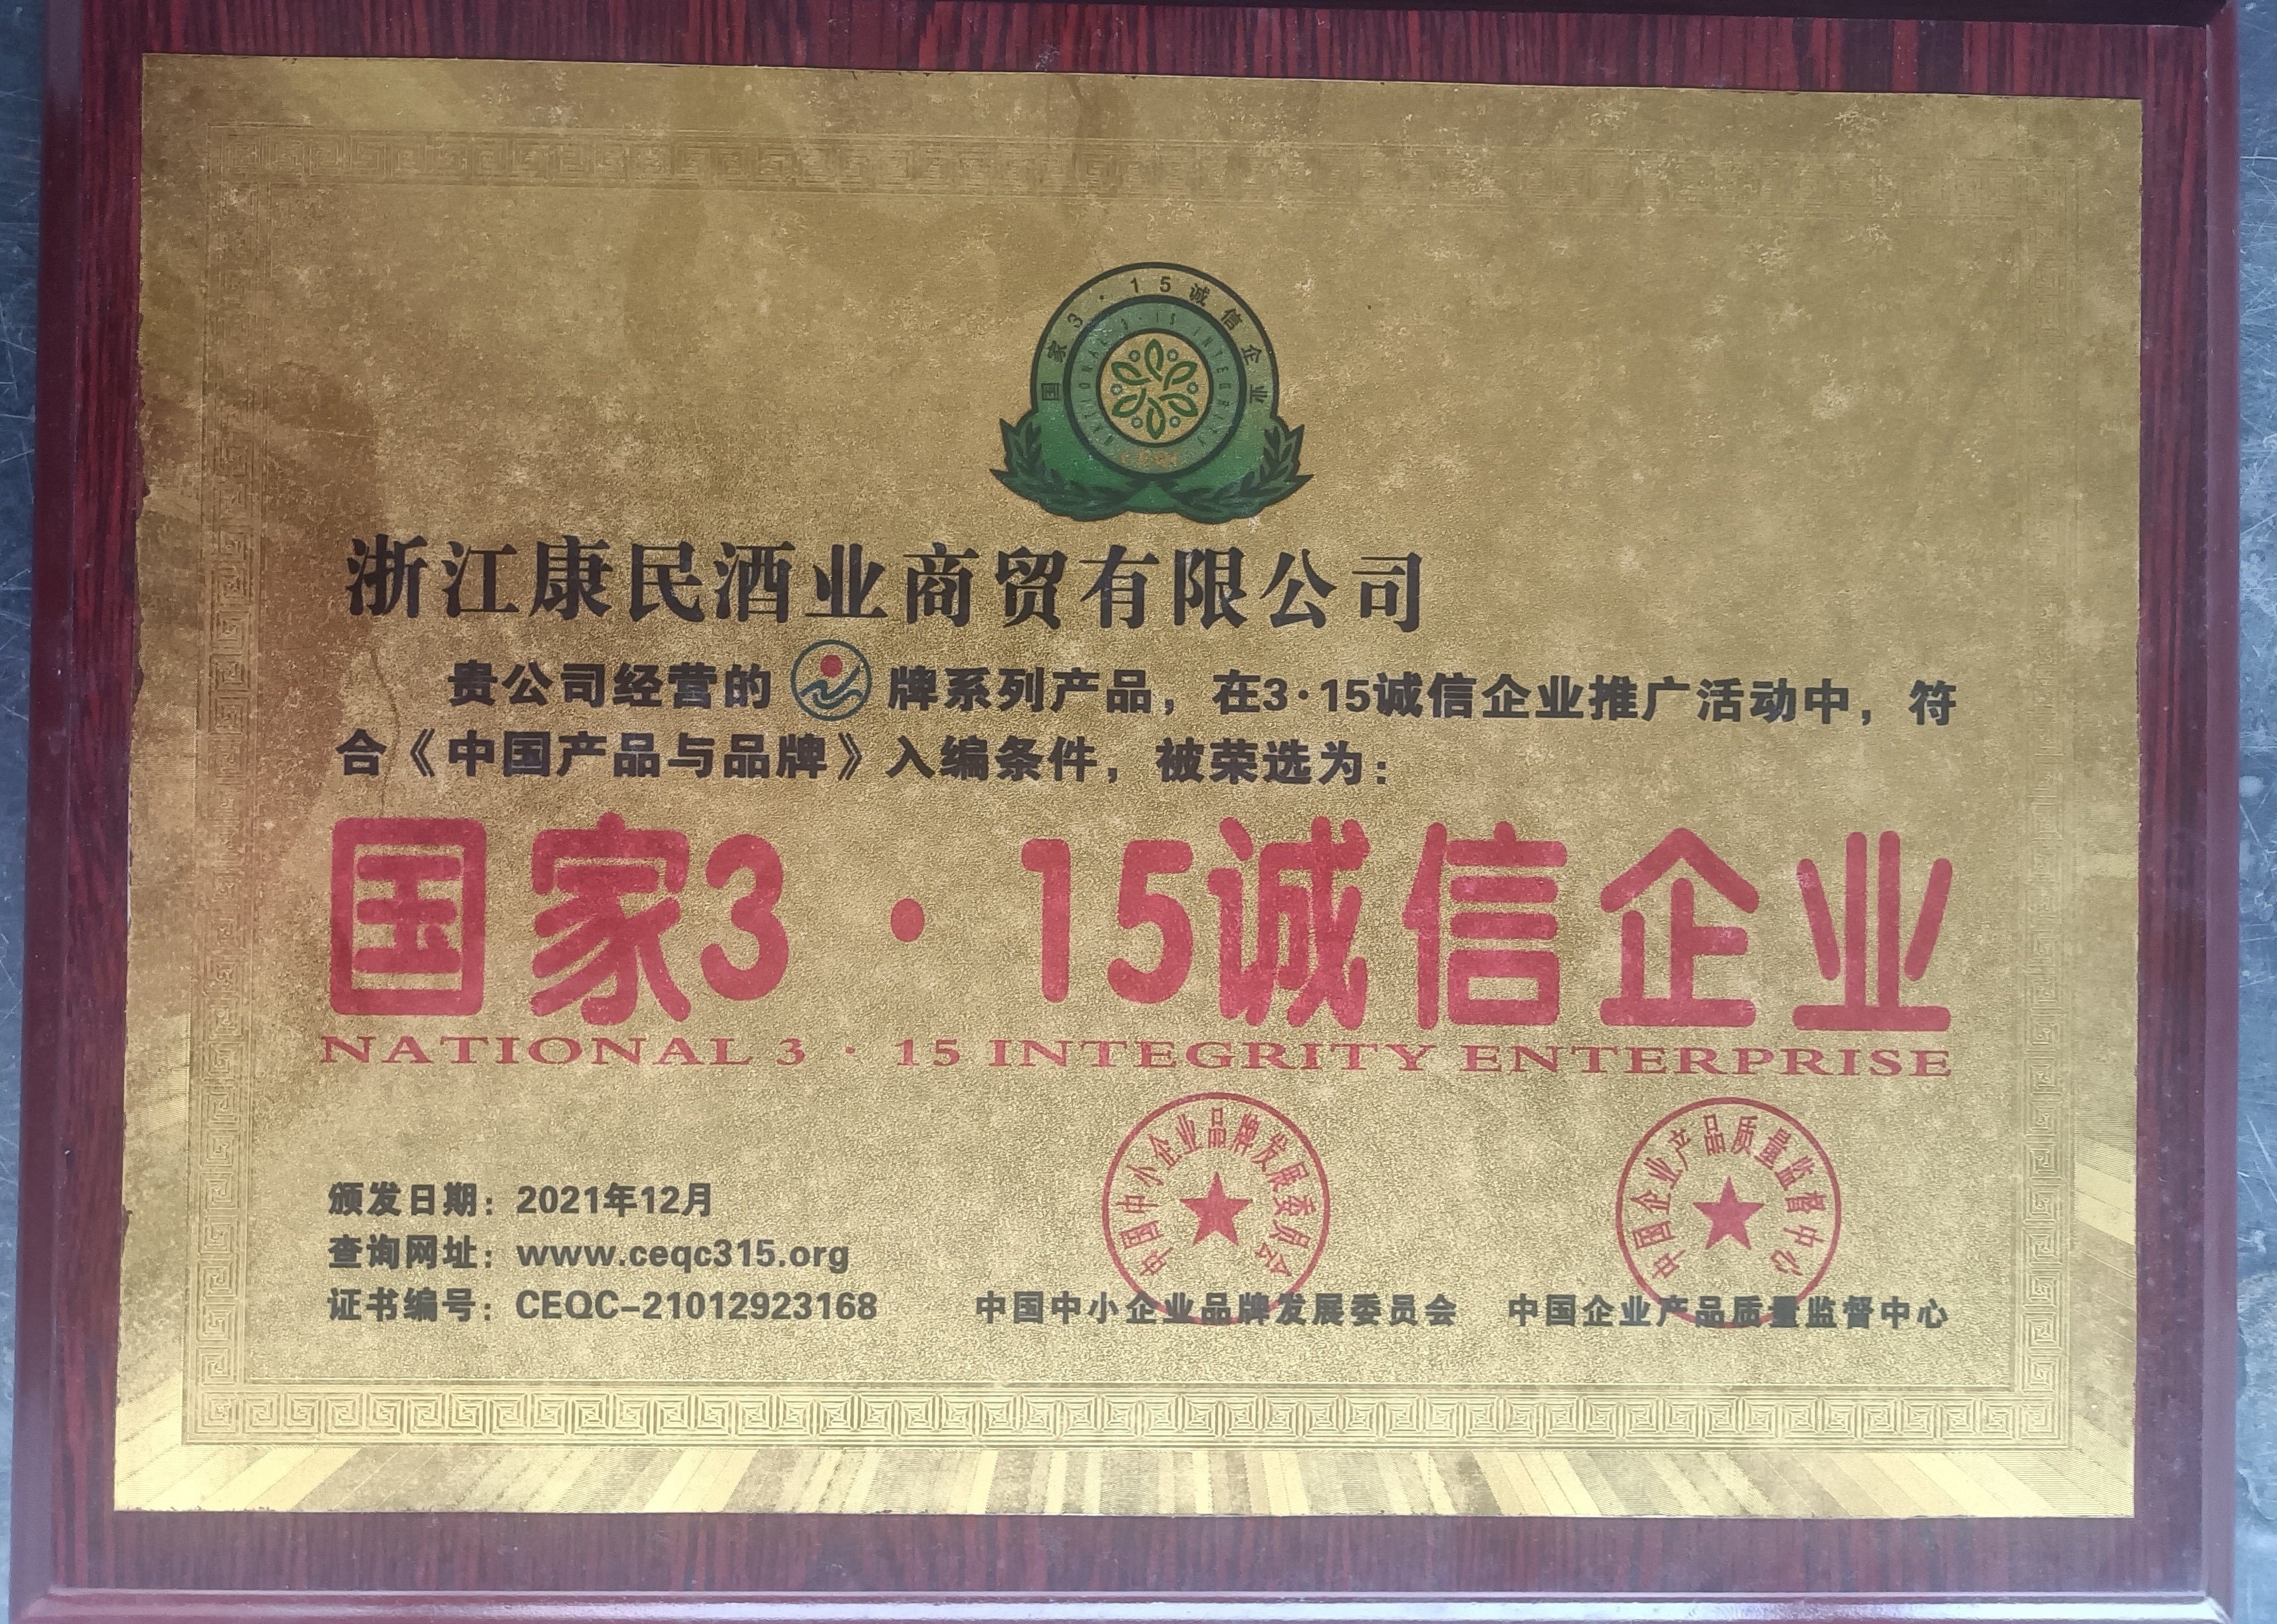 国家3·15诚信企业
NATIONAL 3·15 INTEGRITY
浙江康民酒业商贸有限公司
贵公司经营的 牌系列产品，在3·15诚信企业推广活动中，符
合《中国产品与品牌》入编条件，被荣选为：
国家3·15诚信企业
NATIONAL 3 · 15 INTEGRITY ENTERPRISE
中国中小企业品牌发展委员会
中国企业产品质量监督中心
颁发日期：2021年12月
查询网址：www.ceqc315.org
证书编号：CEQC-21012923168
中国中小企业品牌发展委员会 中国企业产品质量监督中心